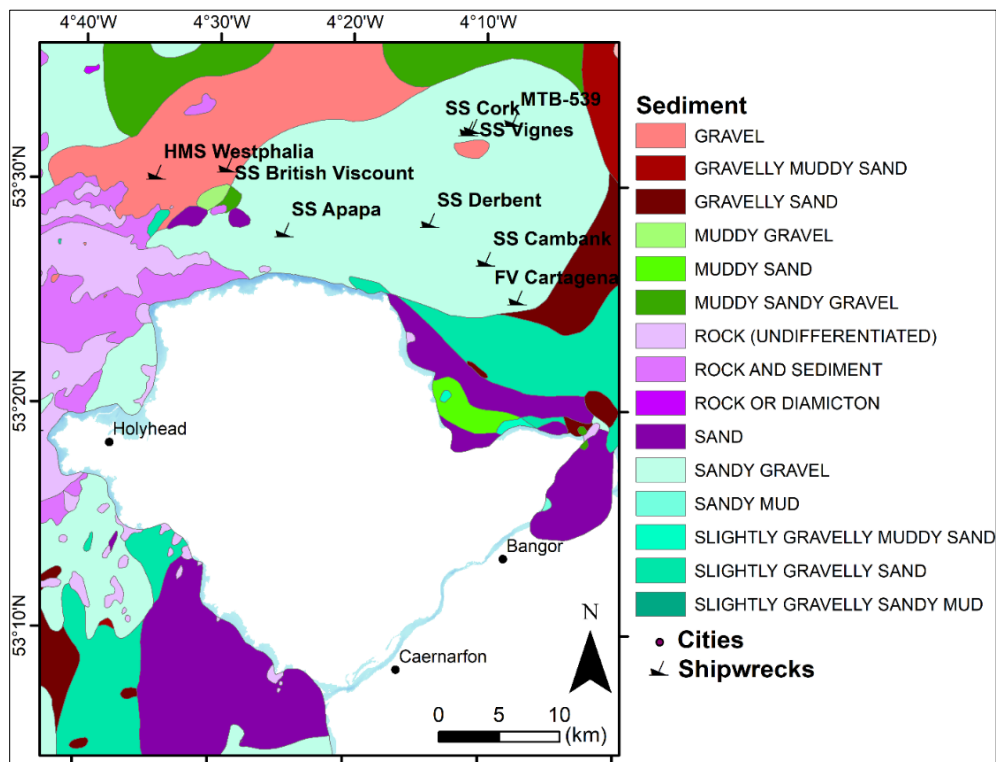 4°40'W 4°30'W 4°20'W 4°10'W
53°30'N
53°20'N
53°10'N
SS Cork
MTB-539
SS Vignes
HMS Westphalia
SS British Viscount
SS Apapa
SS Derbent
SS Cambank
FV Cartagena
Holyhead
Bangor
Caernarfon
N
0 5 10
(km)
Sediment
GRAVEL
GRAVELLY MUDDY SAND
GRAVELLY SAND
MUDDY GRAVEL
MUDDY SAND
MUDDY SANDY GRAVEL
ROCK (UNDIFFERENTIATED)
ROCK AND SEDIMENT
ROCK OR DIAMICTON
SAND
SANDY GRAVEL
SANDY MUD
SLIGHTLY GRAVELLY MUDDY SAND
SLIGHTLY GRAVELLY SAND
SLIGHTLY GRAVELLY SANDY MUD
Cities
Shipwrecks